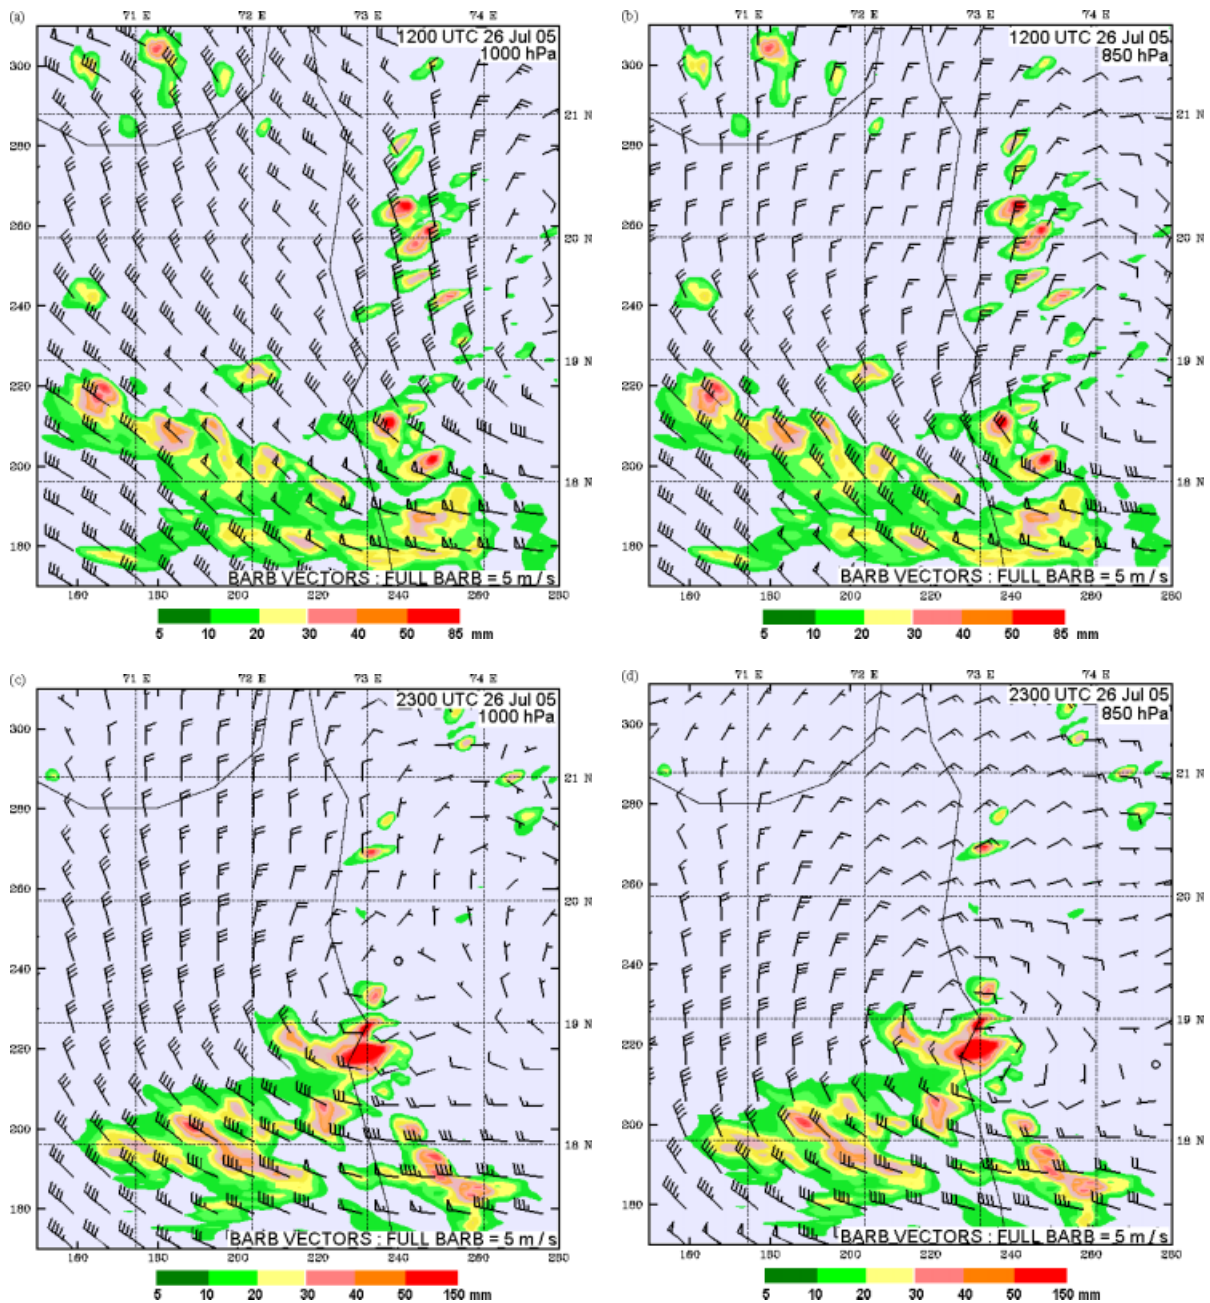 (a) 71 E 72 E 73 E 74 E
1200 UTC 26 Jul 05
1000 hPa
300
21 N
280
260
20 N
240
19 N
220
200
18 N
180
BARB VECTORS : FULL BARB = 5 m/s
160 180 200 220 240 260 280
5 10 20 30 40 50 85 mm
(b) 71 E 72 E 73 E 74 E
1200 UTC 26 Jul 05
850 hPa
300
21 N
280
260
20 N
240
19 N
220
200
18 N
180
BARB VECTORS : FULL BARB = 5 m/s
160 180 200 220 240 260 280
5 10 20 30 40 50 85 mm
(c) 71 E 72 E 73 E 74 E
2300 UTC 26 Jul 05
1000 hPa
300
21 N
280
260
20 N
240
19 N
220
200
18 N
180
BARB VECTORS : FULL BARB = 5 m/s
160 180 200 220 240 260 280
5 10 20 30 40 50 150 mm
(d) 71 E 72 E 73 E 74 E
2300 UTC 26 Jul 05
850 hPa
300
21 N
280
260
20 N
240
19 N
220
200
18 N
180
BARB VECTORS : FULL BARB = 5 m/s
160 180 200 220 240 260 280
5 10 20 30 40 50 150 mm